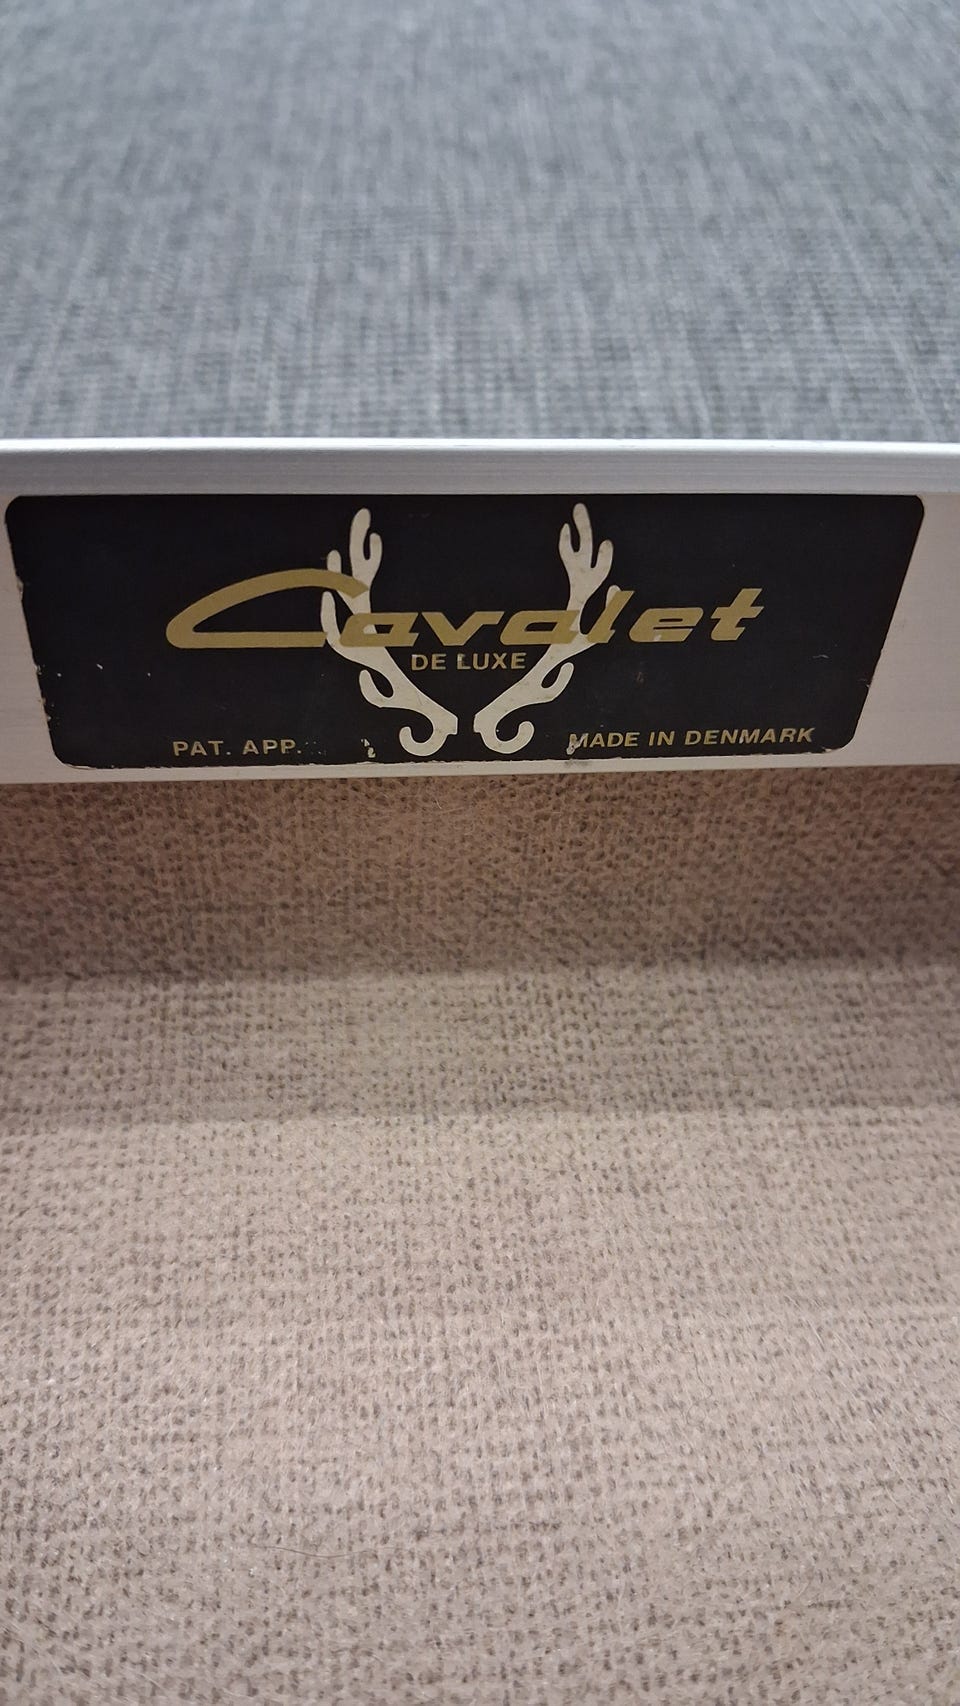 Cavalet
DE LUXE
PAT. APP.
MADE IN DENMARK